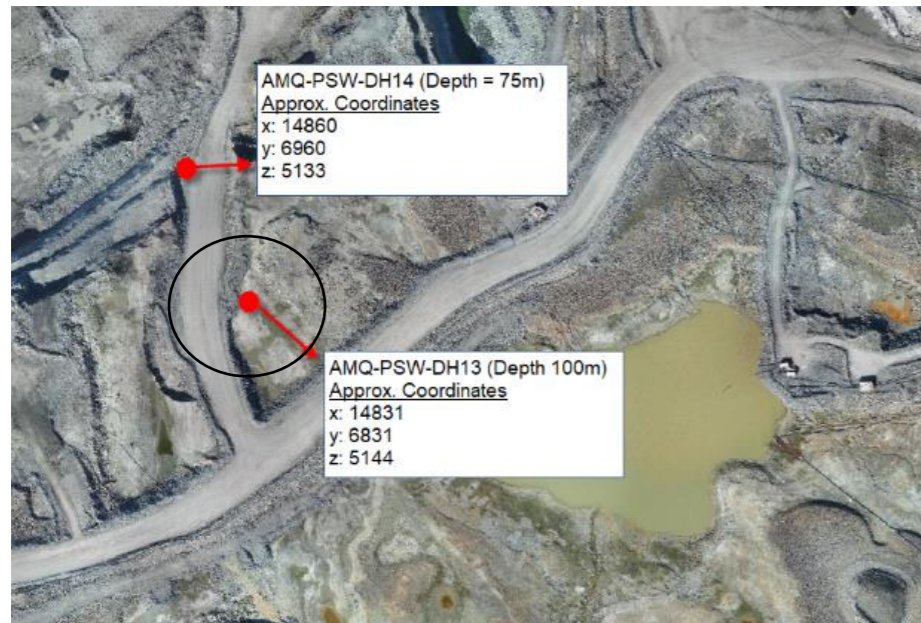 AMQ-PSW-DH14 (Depth = 75m)
Approx. Coordinates
x: 14860
y: 6960
z: 5133
AMQ-PSW-DH13 (Depth 100m)
Approx. Coordinates
x: 14831
y: 6831
z: 5144